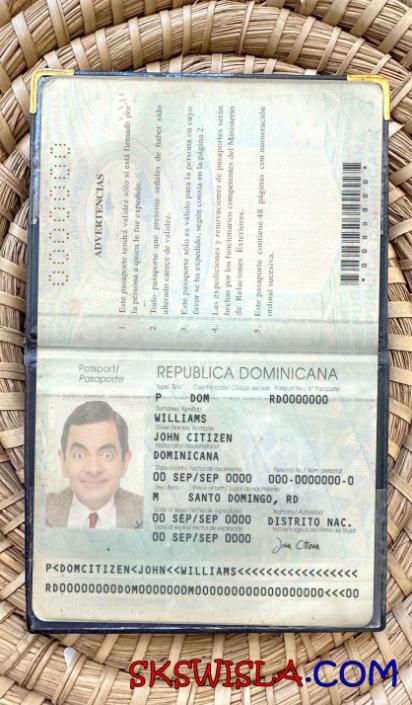 ADVERTENCIAS
1. Este pasaporte tendrá validez sólo si está firmado por
la persona a quien le fue expedido.
2. Todo pasaporte que presente señales de haber sido
alterado carece de validez.
3. Este pasaporte sólo es válido para la persona en cuyo
favor se ha expedido, según consta en la página 2.
4. Las expediciones y renovaciones de pasaportes serán
hechas por los funcionarios competentes del Ministerio
de Relaciones Exteriores.
5. Este pasaporte contiene 48 páginas con numeración
ordinal sucesiva.
Passport/
Pasaporte
REPUBLICA DOMINICANA
Type/ Tipo Country code/ Código del país Passport No./ Nº Pasaporte
P DOM RD0000000
Surname/ Apellido
WILLIAMS
Given Names/ Nombres
JOHN CITIZEN
Nationality/ Nacionalidad
DOMINICANA
Date of birth/ Fecha de nacimiento Personal No./ Núm. personal
00 SEP/SEP 0000 000-0000000-0
Sex/ Sexo Place of birth/ Lugar de nacimiento
M SANTO DOMINGO, RD
Date of issue/ Fecha de expedición Authority/ Autoridad
00 SEP/SEP 0000 DISTRITO NAC.
Date of expiry/ Fecha de expiración Holder's signature/ Firma del titular
00 SEP/SEP 0000
John Citizen
P<DOMCITIZEN<JOHN<<WILLIAMS<<<<<<<<<<<<<<<<<
SKSWISLA.COM